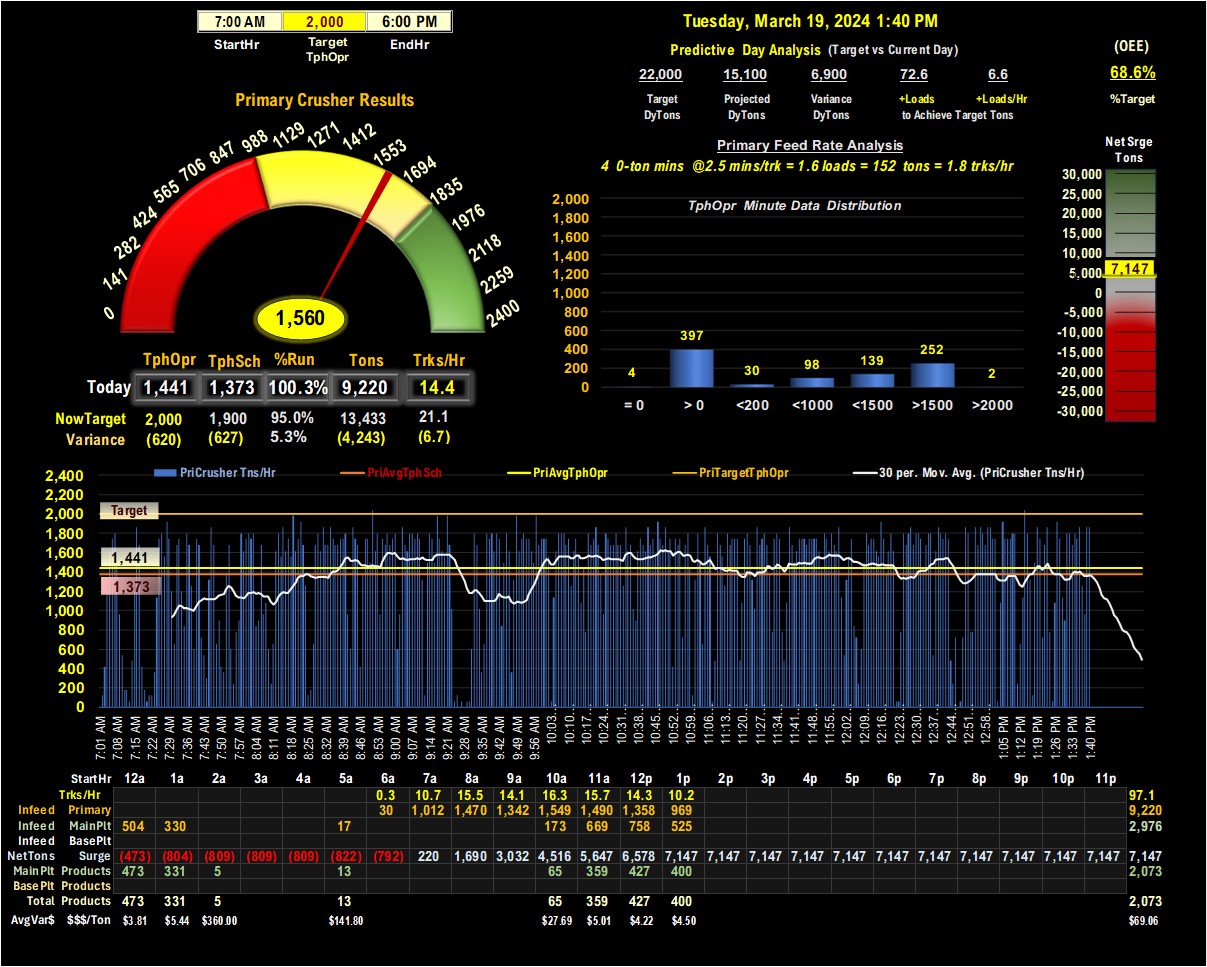 7:00 AM 2,000 6:00 PM
StartHr Target TphOpr EndHr
Tuesday, March 19, 2024 1:40 PM
Predictive Day Analysis (Target vs Current Day)
(OEE)
22,000 15,100 6,900 72.6 6.6
68.6%
Target DyTons Projected DyTons Variance DyTons +Loads +Loads/Hr
to Achieve Target Tons
%Target
Primary Crusher Results
0 141 282 424 565 706 847 988 1129 1271 1412 1553 1694 1835 1976 2118 2259 2400
1,560
Primary Feed Rate Analysis
4 0-ton mins @2.5 mins/trk = 1.6 loads = 152 tons = 1.8 trks/hr
TphOpr Minute Data Distribution
2,000
1,800
1,600
1,400
1,200
1,000
800
600
400
200
0
4 397 30 98 139 252 2
= 0 > 0 <200 <1000 <1500 >1500 >2000
Net Srge
Tons
30,000
25,000
20,000
15,000
10,000
7,147
5,000
0
-5,000
-10,000
-15,000
-20,000
-25,000
-30,000
TphOpr TphSch %Run Tons Trks/Hr
Today 1,441 1,373 100.3% 9,220 14.4
NowTarget 2,000 1,900 95.0% 13,433 21.1
Variance (620) (627) 5.3% (4,243) (6.7)
PriCrusher Tns/Hr PriAvgTphSch PriAvgTphOpr PriTargetTphOpr 30 per. Mov. Avg. (PriCrusher Tns/Hr)
2,400
2,200
2,000
1,800
1,600
1,400
1,200
1,000
800
600
400
200
0
Target
1,441
1,373
7:01 AM 7:08 AM 7:15 AM 7:22 AM 7:29 AM 7:36 AM 7:43 AM 7:50 AM 7:57 AM 8:04 AM 8:11 AM 8:18 AM 8:25 AM 8:32 AM 8:39 AM 8:46 AM 8:53 AM 9:00 AM 9:07 AM 9:14 AM 9:21 AM 9:28 AM 9:35 AM 9:42 AM 9:49 AM 9:56 AM 10:03… 10:10… 10:17… 10:24… 10:31… 10:38… 10:45… 10:52… 10:59… 11:06… 11:13… 11:20… 11:27… 11:34… 11:41… 11:48… 11:55… 12:02… 12:09… 12:16… 12:23… 12:30… 12:37… 12:44… 12:51… 12:58… 1:05 PM 1:12 PM 1:19 PM 1:26 PM 1:33 PM 1:40 PM
StartHr 12a 1a 2a 3a 4a 5a 6a 7a 8a 9a 10a 11a 12p 1p 2p 3p 4p 5p 6p 7p 8p 9p 10p 11p
Trks/Hr 0.3 10.7 15.5 14.1 16.3 15.7 14.3 10.2 97.1
Infeed Primary 30 1,012 1,470 1,342 1,549 1,490 1,358 969 9,220
Infeed MainPlt 504 330 17 173 669 758 525 2,976
Infeed BasePlt
NetTons Surge (473) (804) (809) (809) (809) (822) (792) 220 1,690 3,032 4,516 5,647 6,578 7,147 7,147 7,147 7,147 7,147 7,147 7,147 7,147 7,147 7,147 7,147 7,147
Main Plt Products 473 331 5 13 65 359 427 400 2,073
Base Plt Products
Total Products 473 331 5 13 65 359 427 400 2,073
AvgVar$ $$$/Ton $3.81 $5.44 $360.00 $141.80 $27.69 $5.01 $4.22 $4.50 $69.06